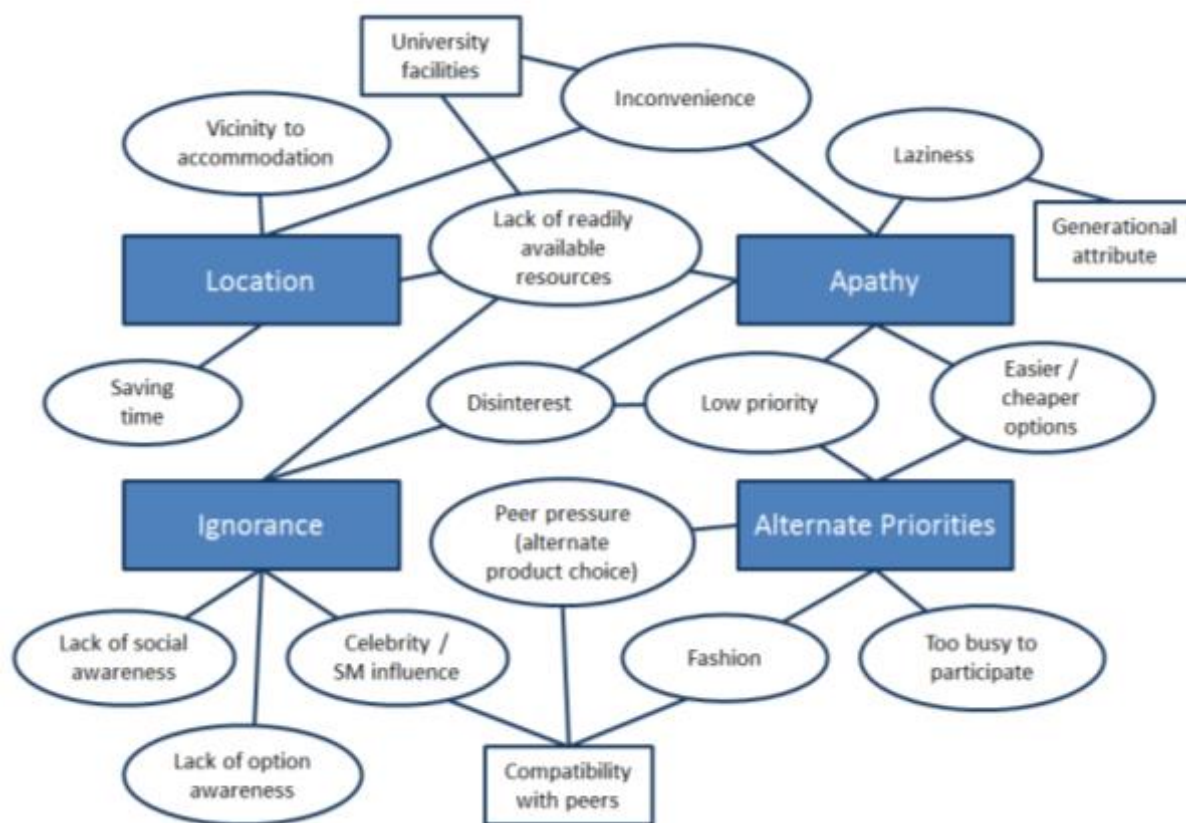 University
facilities
Inconvenience
Vicinity to
accommodation
Laziness
Lack of readily
available
resources
Generational
attribute
Location
Apathy
Saving
time
Disinterest
Low priority
Easier /
cheaper
options
Ignorance
Peer pressure
(alternate
product choice)
Alternate Priorities
Lack of social
awareness
Celebrity /
SM influence
Fashion
Too busy to
participate
Lack of option
awareness
Compatibility
with peers